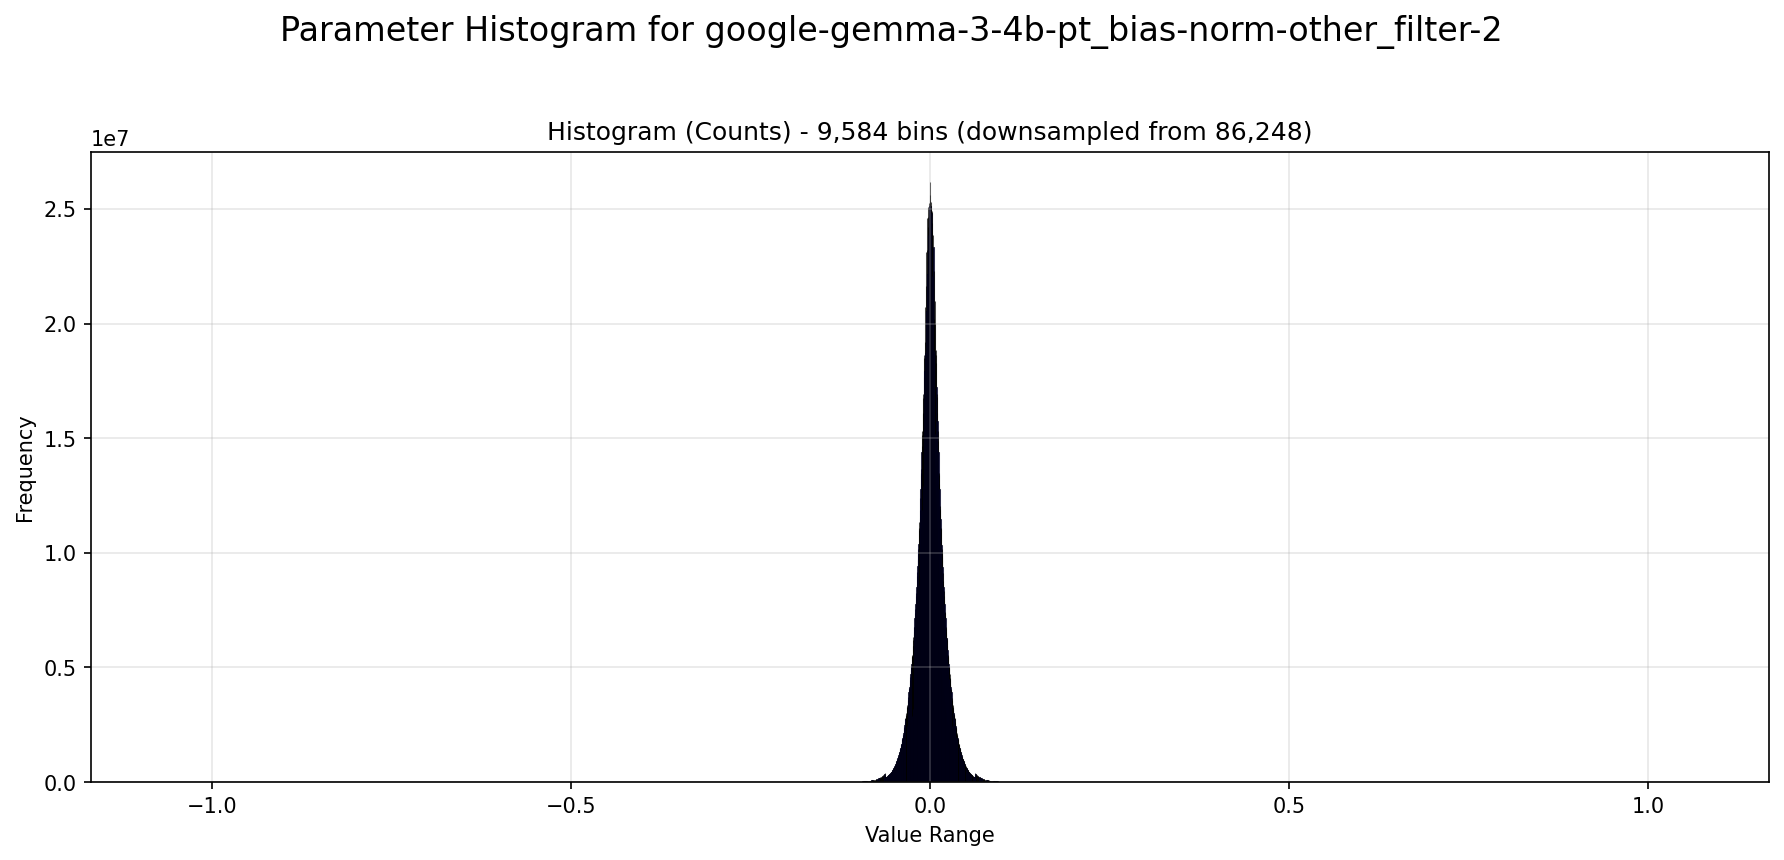 Parameter Histogram for google-gemma-3-4b-pt_bias-norm-other_filter-2
Histogram (Counts) - 9,584 bins (downsampled from 86,248)
1e7
2.5
2.0
1.5
1.0
0.5
0.0
Frequency
−1.0 −0.5 0.0 0.5 1.0
Value Range